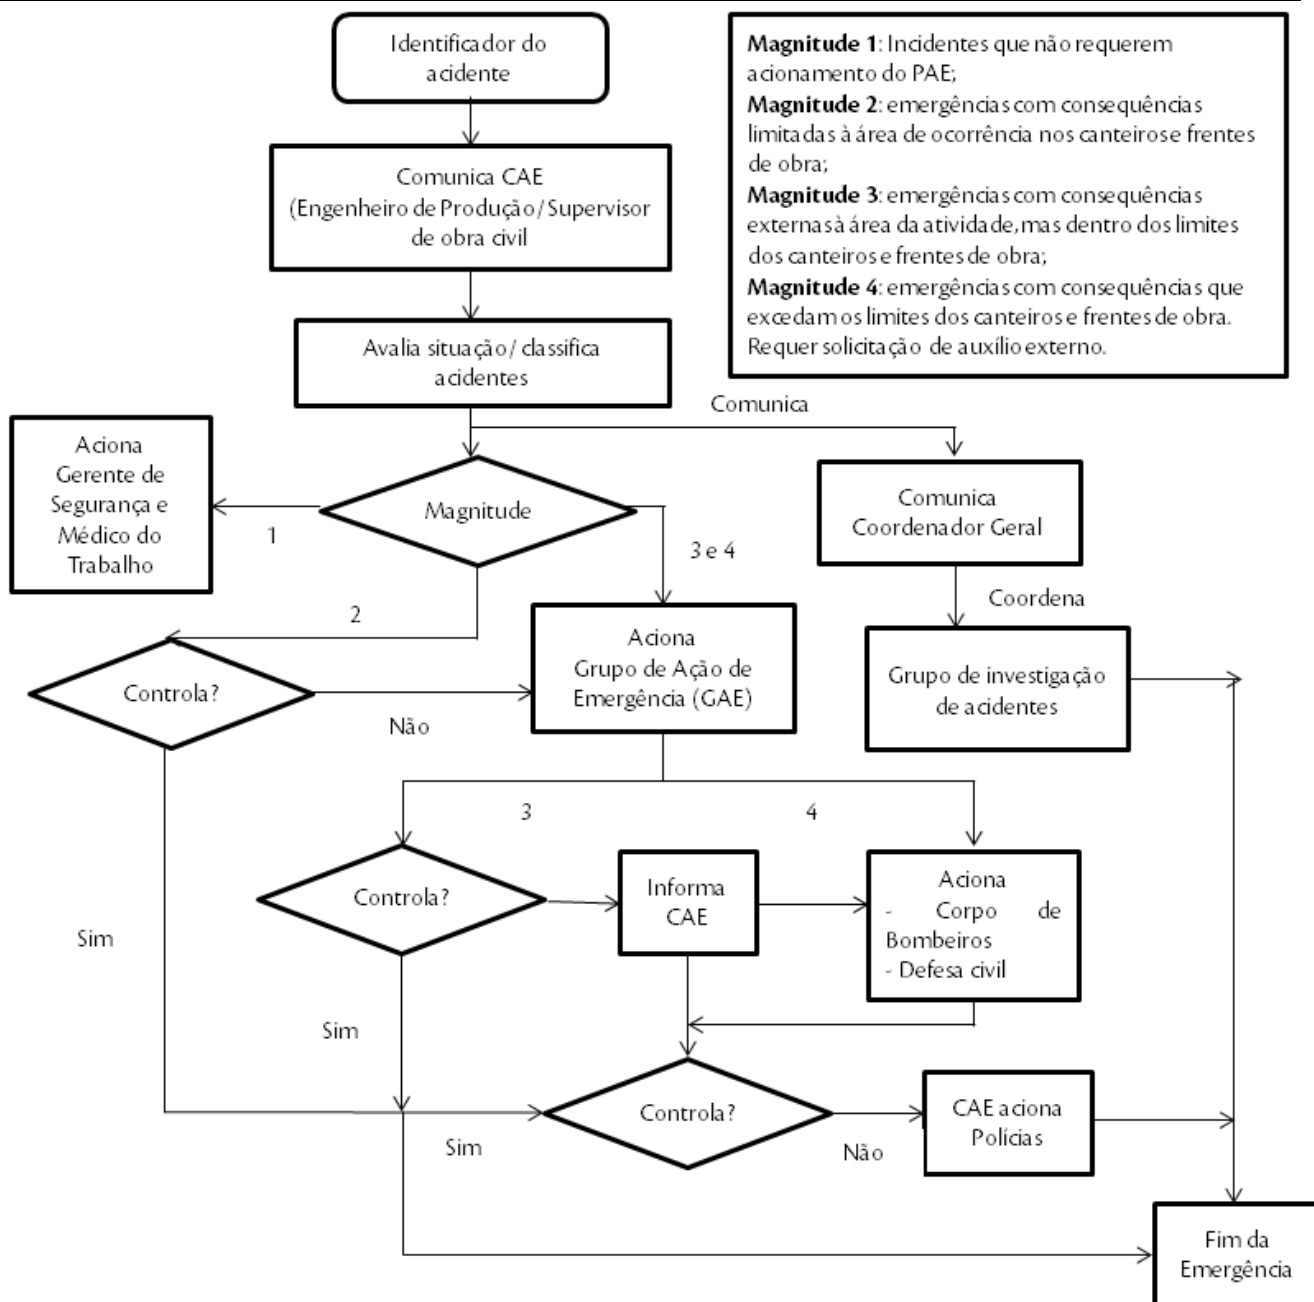 Identificador do
acidente
Magnitude 1: Incidentes que não requerem
acionamento do PAE;
Magnitude 2: emergências com consequências
limitadas à área de ocorrência nos canteiros e frentes
de obra;
Magnitude 3: emergências com consequências
externas à área da atividade, mas dentro dos limites
dos canteiros e frentes de obra;
Magnitude 4: emergências com consequências que
excedam os limites dos canteiros e frentes de obra.
Requer solicitação de auxílio externo.
Comunica CAE
(Engenheiro de Produção/ Supervisor
de obra civil
Avalia situação/ classifica
acidentes
Comunica
Aciona
Gerente de
Segurança e
Médico do
Trabalho
1
Magnitude
3 e 4
Comunica
Coordenador Geral
Coordena
2
Controla?
Não
Aciona
Grupo de Ação de
Emergência (GAE)
Grupo de investigação
de acidentes
3
4
Controla?
Informa
CAE
Aciona
- Corpo de
Bombeiros
- Defesa civil
Sim
Sim
Sim
Controla?
Não
CAE aciona
Polícias
Fim da
Emergência